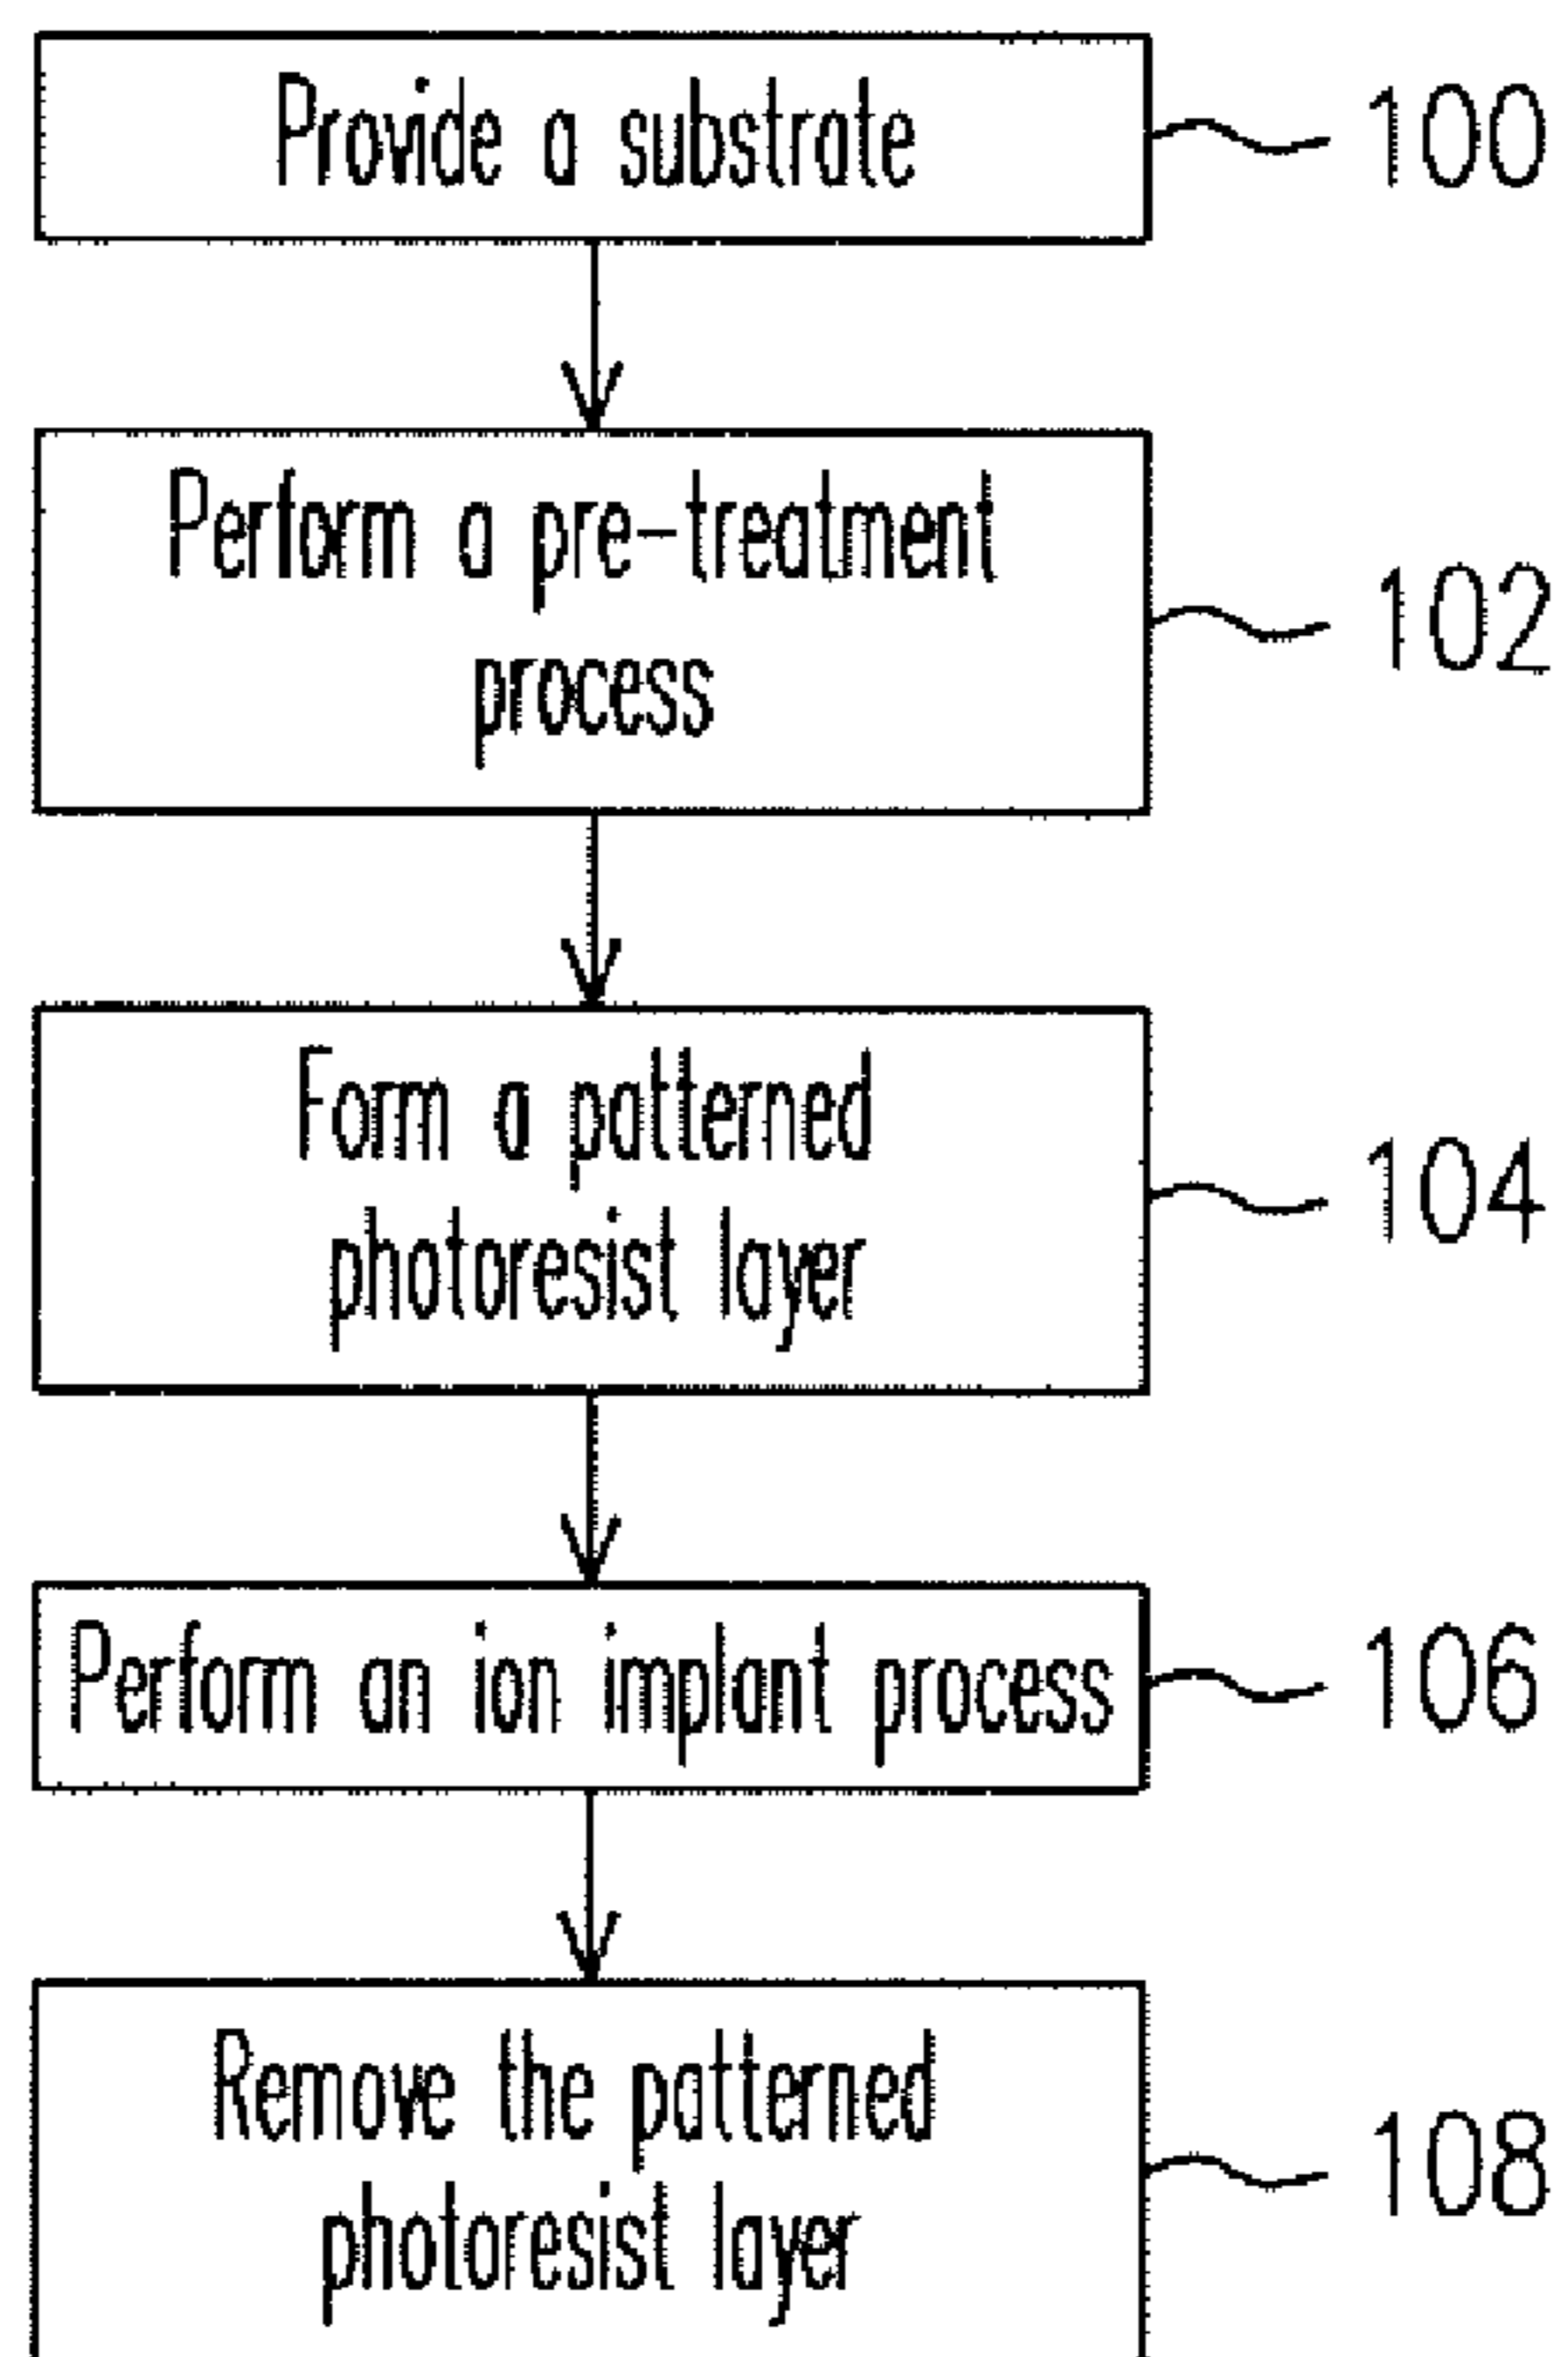 Provide a substrate
100
Perform a pre-treatment
process
102
Form a patterned
photoresist layer
104
Perform an ion implant process
106
Remove the patterned
photoresist layer
108